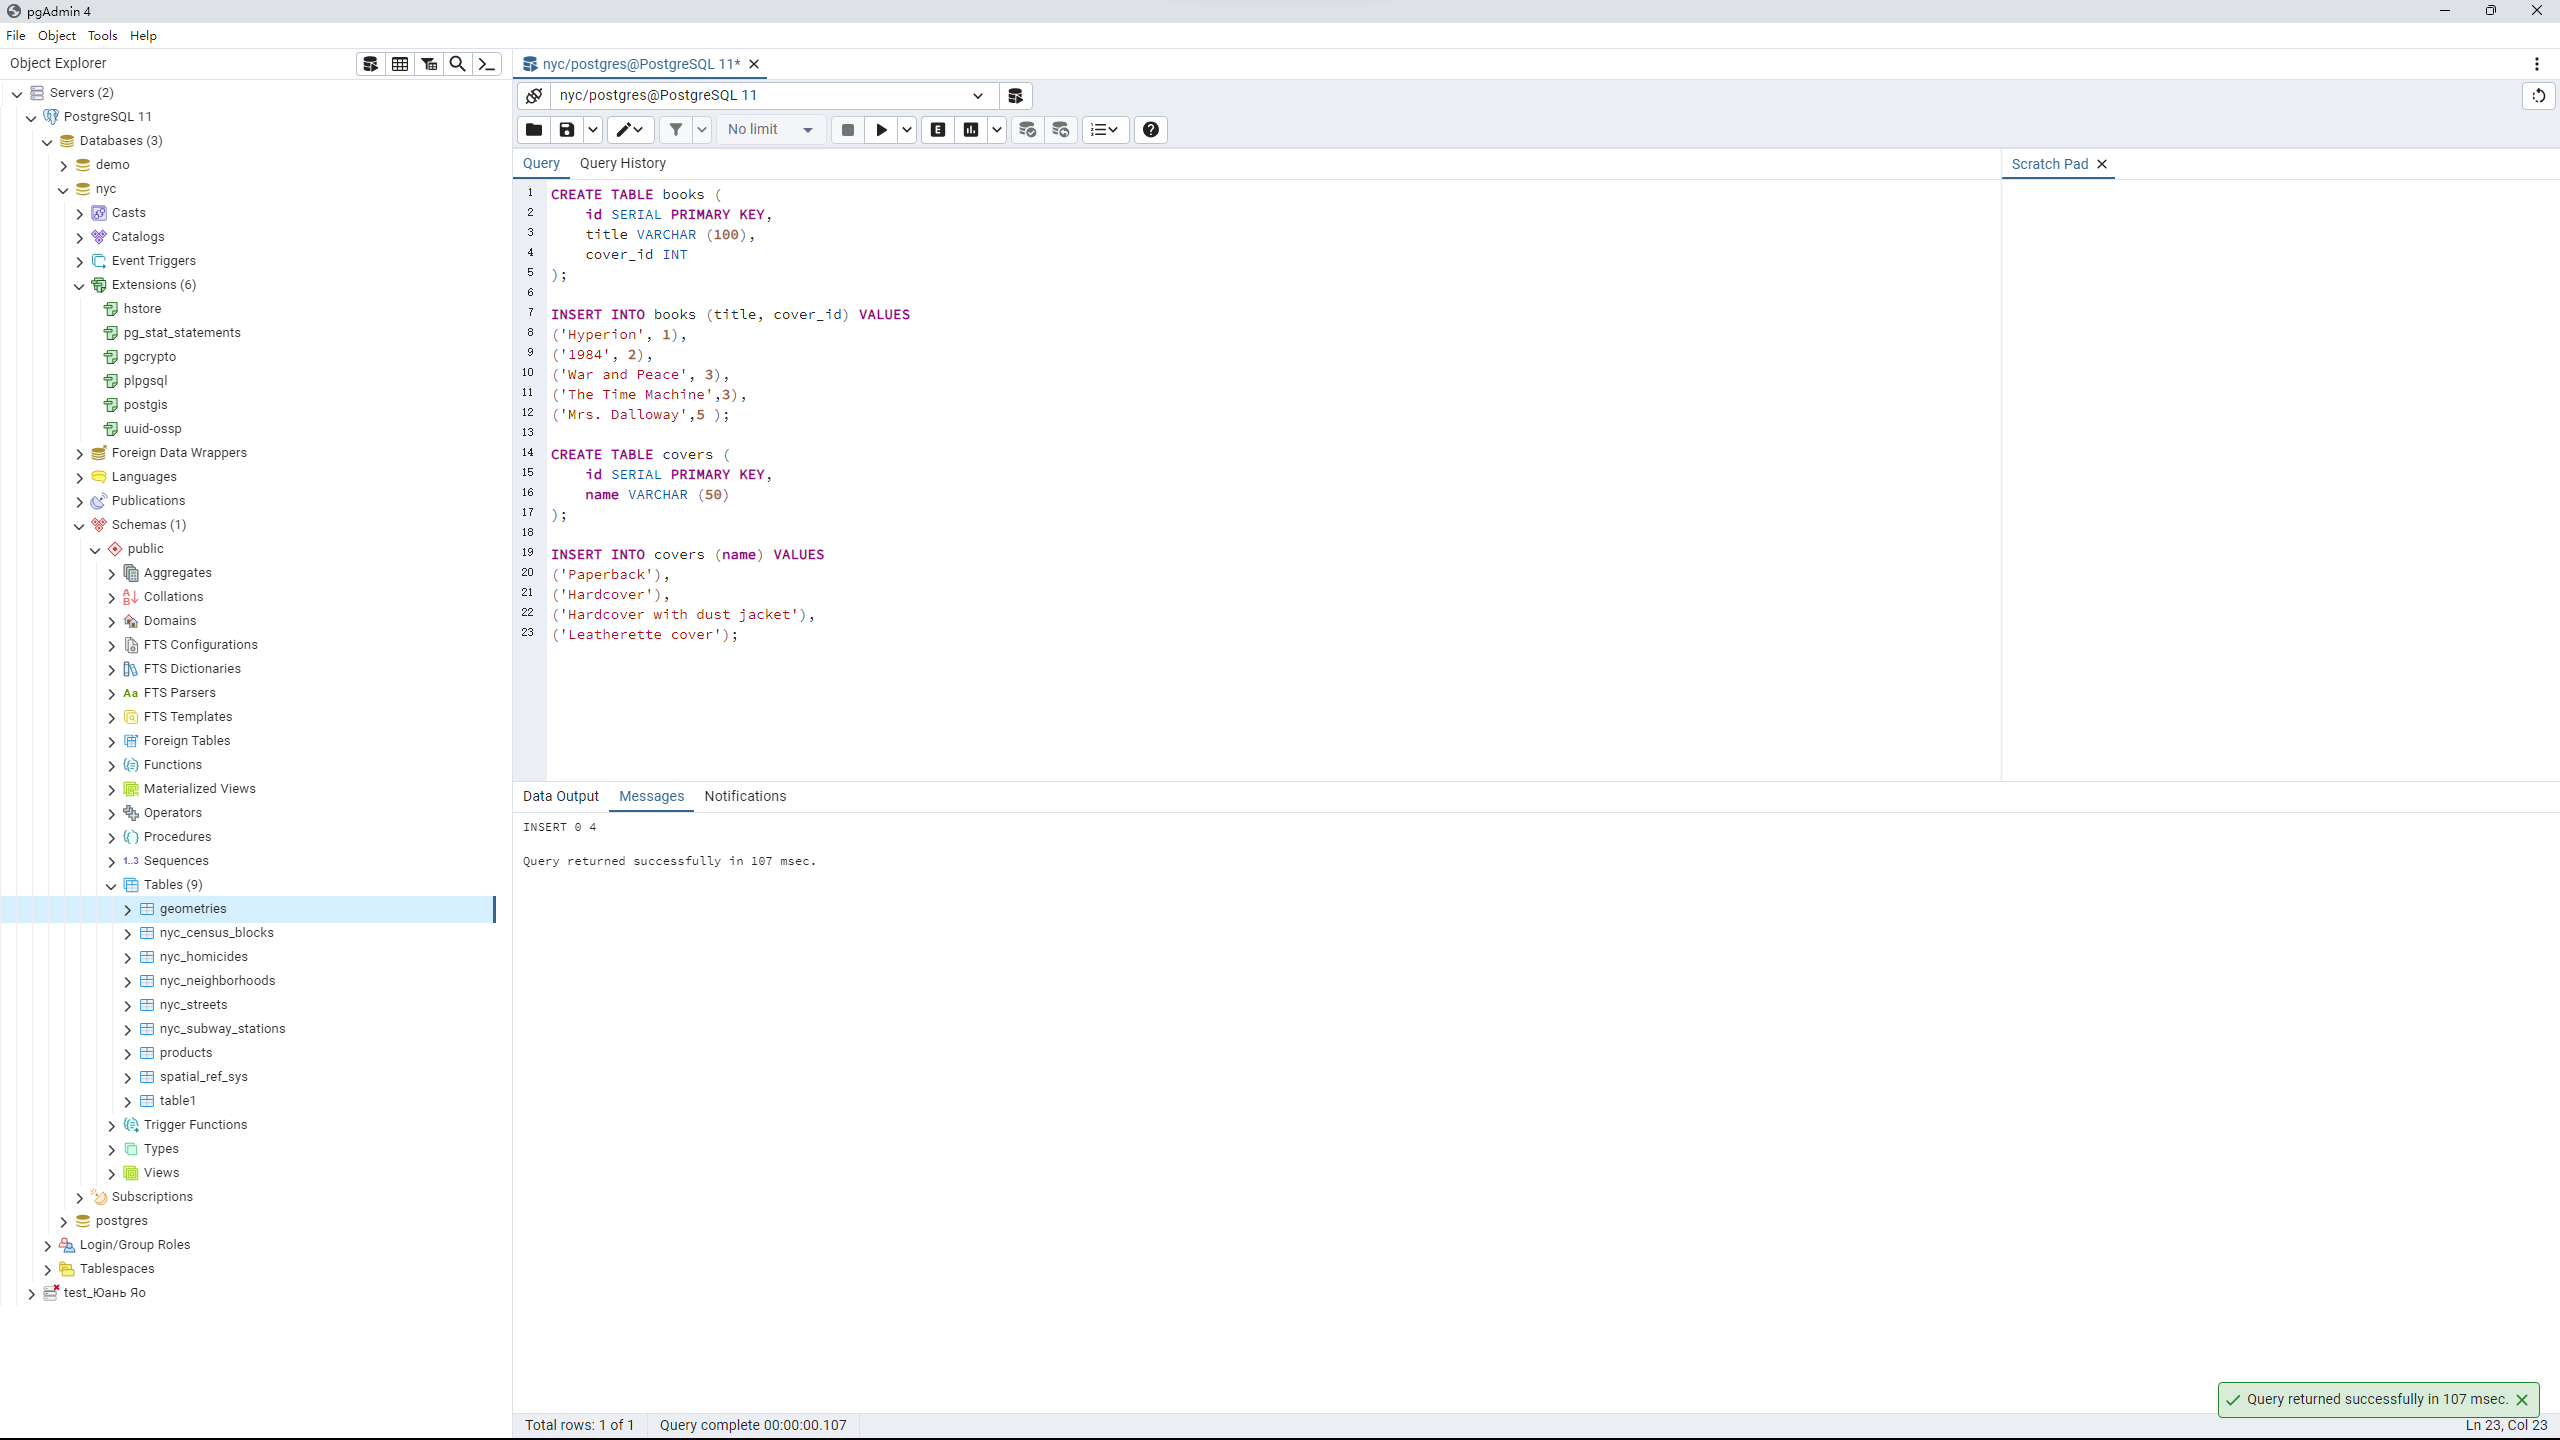 pgAdmin 4
File Object Tools Help
Object Explorer
Servers (2)
PostgreSQL 11
Databases (3)
demo
nyc
Casts
Catalogs
Event Triggers
Extensions (6)
hstore
pg_stat_statements
pgcrypto
plpgsql
postgis
uuid-ossp
Foreign Data Wrappers
Languages
Publications
Schemas (1)
public
Aggregates
Collations
Domains
FTS Configurations
FTS Dictionaries
Aa FTS Parsers
FTS Templates
Foreign Tables
Functions
Materialized Views
Operators
Procedures
1..3 Sequences
Tables (9)
geometries
nyc_census_blocks
nyc_homicides
nyc_neighborhoods
nyc_streets
nyc_subway_stations
products
spatial_ref_sys
table1
Trigger Functions
Types
Views
Subscriptions
postgres
Login/Group Roles
Tablespaces
test_Юань Яо
nyc/postgres@PostgreSQL 11*
nyc/postgres@PostgreSQL 11
No limit
E
Query Query History
1 CREATE TABLE books (
2 id SERIAL PRIMARY KEY,
3 title VARCHAR (100),
4 cover_id INT
5 );
6
7 INSERT INTO books (title, cover_id) VALUES
8 ('Hyperion', 1),
9 ('1984', 2),
10 ('War and Peace', 3),
11 ('The Time Machine',3),
12 ('Mrs. Dalloway',5 );
13
14 CREATE TABLE covers (
15 id SERIAL PRIMARY KEY,
16 name VARCHAR (50)
17 );
18
19 INSERT INTO covers (name) VALUES
20 ('Paperback'),
21 ('Hardcover'),
22 ('Hardcover with dust jacket'),
23 ('Leatherette cover');
Scratch Pad
Data Output Messages Notifications
INSERT 0 4
Query returned successfully in 107 msec.
Query returned successfully in 107 msec.
Total rows: 1 of 1 Query complete 00:00:00.107
Ln 23, Col 23